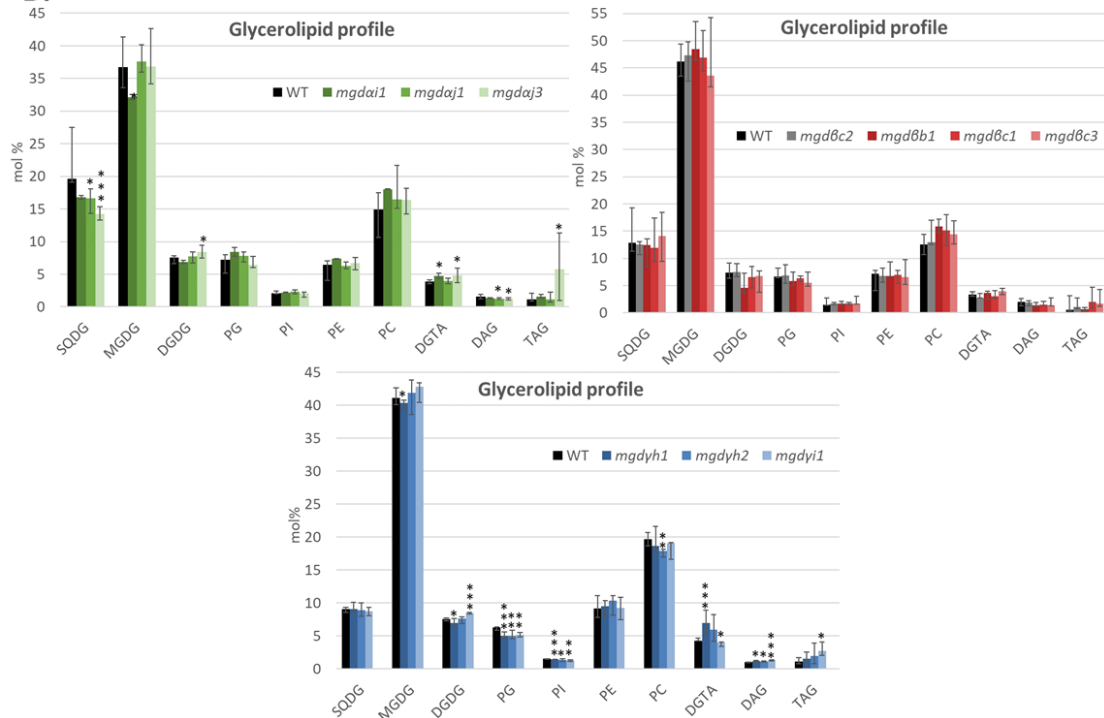 Glycerolipid profile
45
40
35
30
25
20
15
10
5
0
mol %
WT mgdαi1 mgdαj1 mgdαj3
* * * * * * * * * * *
SQDG MGDG DGDG PG PI PE PC DGTA DAG TAG
Glycerolipid profile
55
50
45
40
35
30
25
20
15
10
5
0
mol %
WT mgdβc2 mgdβb1 mgdβc1 mgdβc3
SQDG MGDG DGDG PG PI PE PC DGTA DAG TAG
Glycerolipid profile
45
40
35
30
25
20
15
10
5
0
mol%
WT mgdγh1 mgdγh2 mgdγi1
SQDG MGDG DGDG PG PI PE PC DGTA DAG TAG